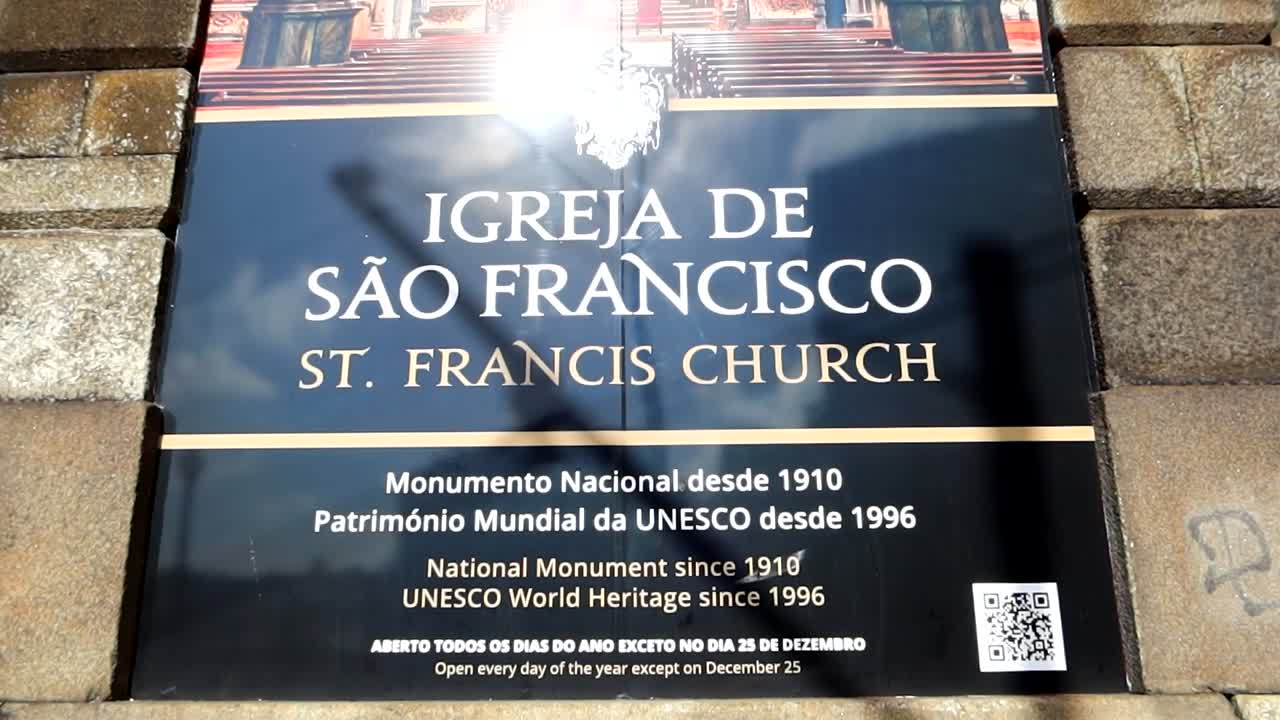 IGREJA DE
SÃO FRANCISCO
ST. FRANCIS CHURCH
Monumento Nacional desde 1910
Património Mundial da UNESCO desde 1996
National Monument since 1910
UNESCO World Heritage since 1996
ABERTO TODOS OS DIAS DO ANO EXCETO NO DIA 25 DE DEZEMBRO
Open every day of the year except on December 25